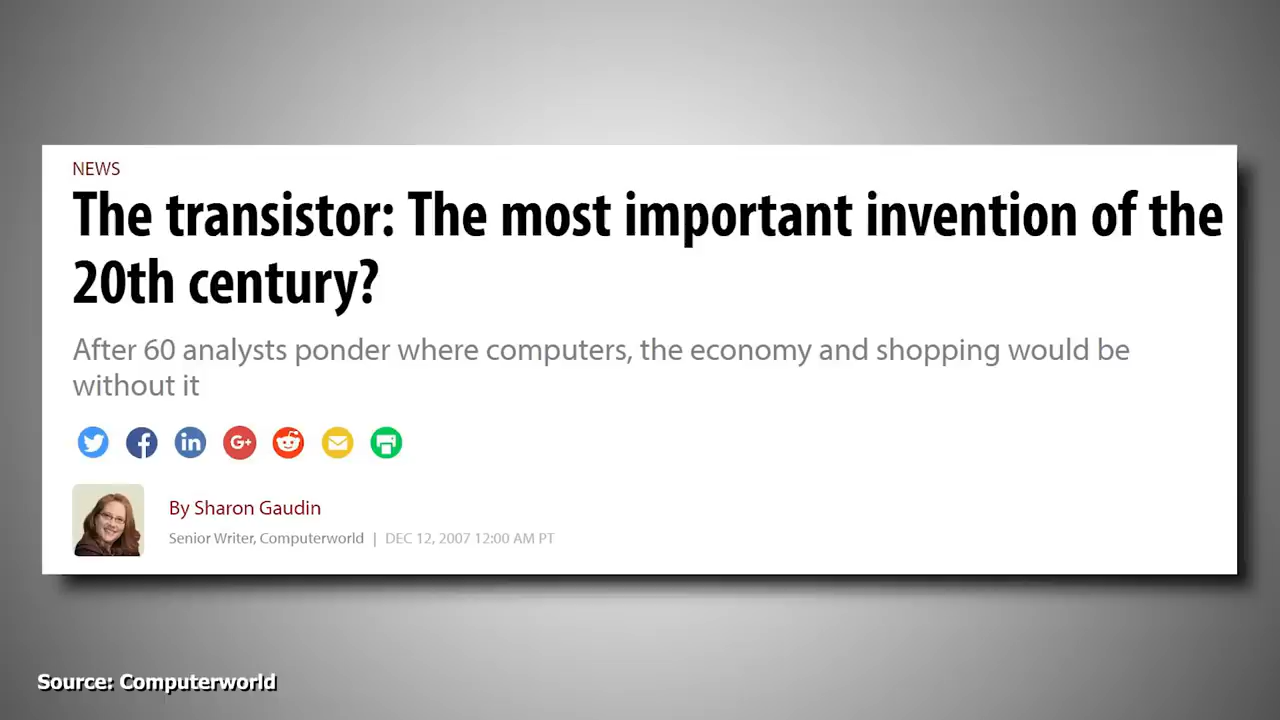 NEWS
The transistor: The most important invention of the
20th century?
After 60 analysts ponder where computers, the economy and shopping would be
without it
By Sharon Gaudin
Senior Writer, Computerworld | DEC 12, 2007 12:00 AM PT
Source: Computerworld